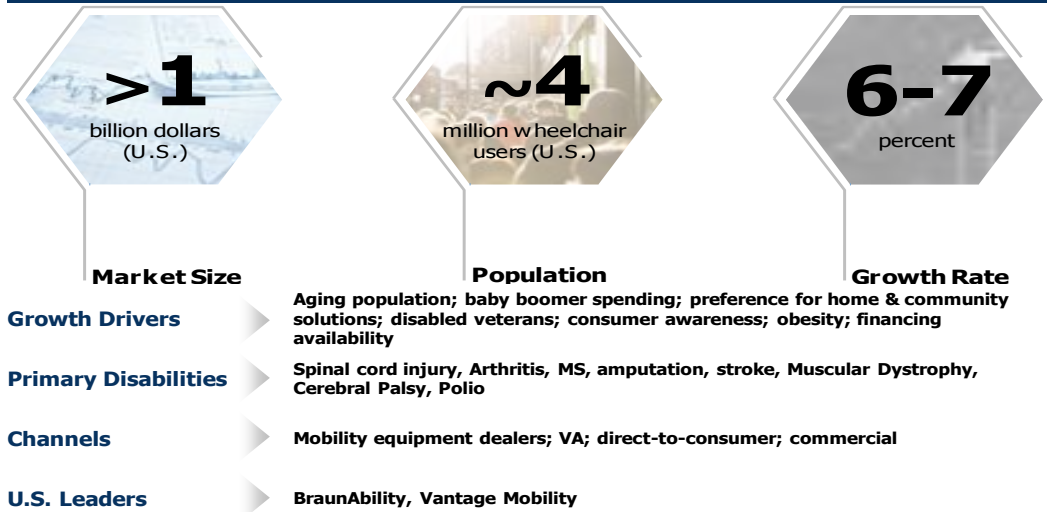 >1
billion dollars
(U.S.)
~4
million wheelchair
users (U.S.)
6-7
percent
Market Size
Population
Growth Rate
Growth Drivers
Aging population; baby boomer spending; preference for home & community
solutions; disabled veterans; consumer awareness; obesity; financing
availability
Primary Disabilities
Spinal cord injury, Arthritis, MS, amputation, stroke, Muscular Dystrophy,
Cerebral Palsy, Polio
Channels
Mobility equipment dealers; VA; direct-to-consumer; commercial
U.S. Leaders
BraunAbility, Vantage Mobility